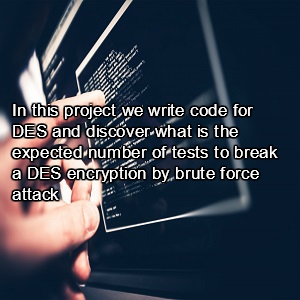 In this project we write code for
DES and discover what is the
expected number of tests to break
a DES encryption by brute force
attack